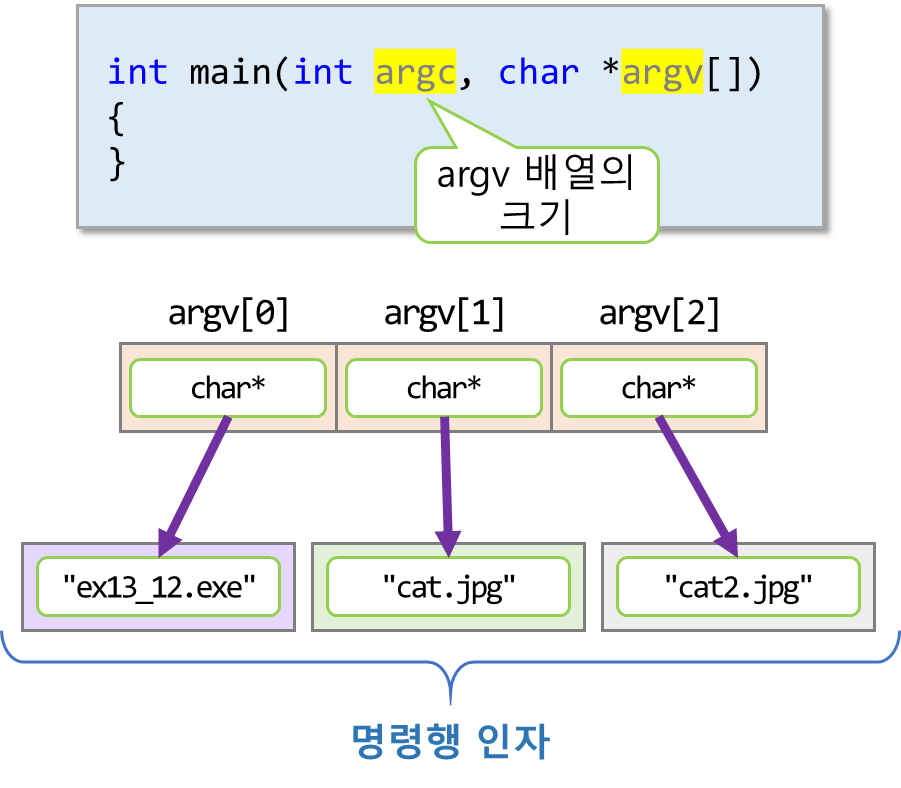 int main(int argc, char *argv[])
{
}
argv 배열의
크기
argv[0] argv[1] argv[2]
char* char* char*
"ex13_12.exe" "cat.jpg" "cat2.jpg"
명령행 인자